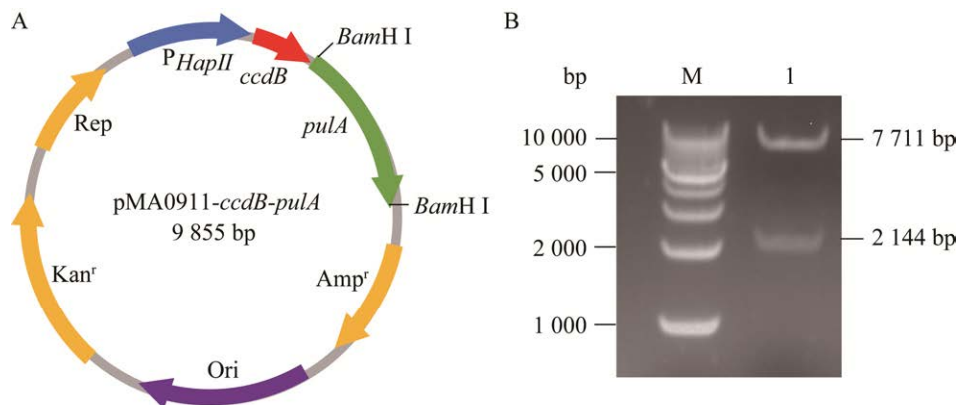 A
BamH I
P HapII
ccdB
pulA
Rep
pMA0911-ccdB-pulA
9 855 bp
BamH I
Kanʳ
Ampʳ
Ori
B
bp M 1
10 000
7 711 bp
5 000
2 000
2 144 bp
1 000